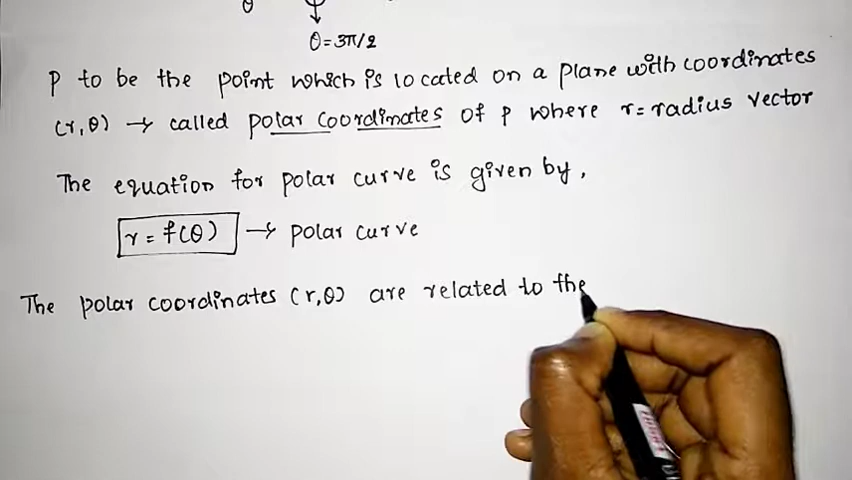 θ
θ = 3π/2
P to be the point which is located on a plane with coordinates
(r,θ) → called polar coordinates of p where r = radius vector
The equation for polar curve is given by,
r = f(θ) → polar curve
The polar coordinates (r,θ) are related to the